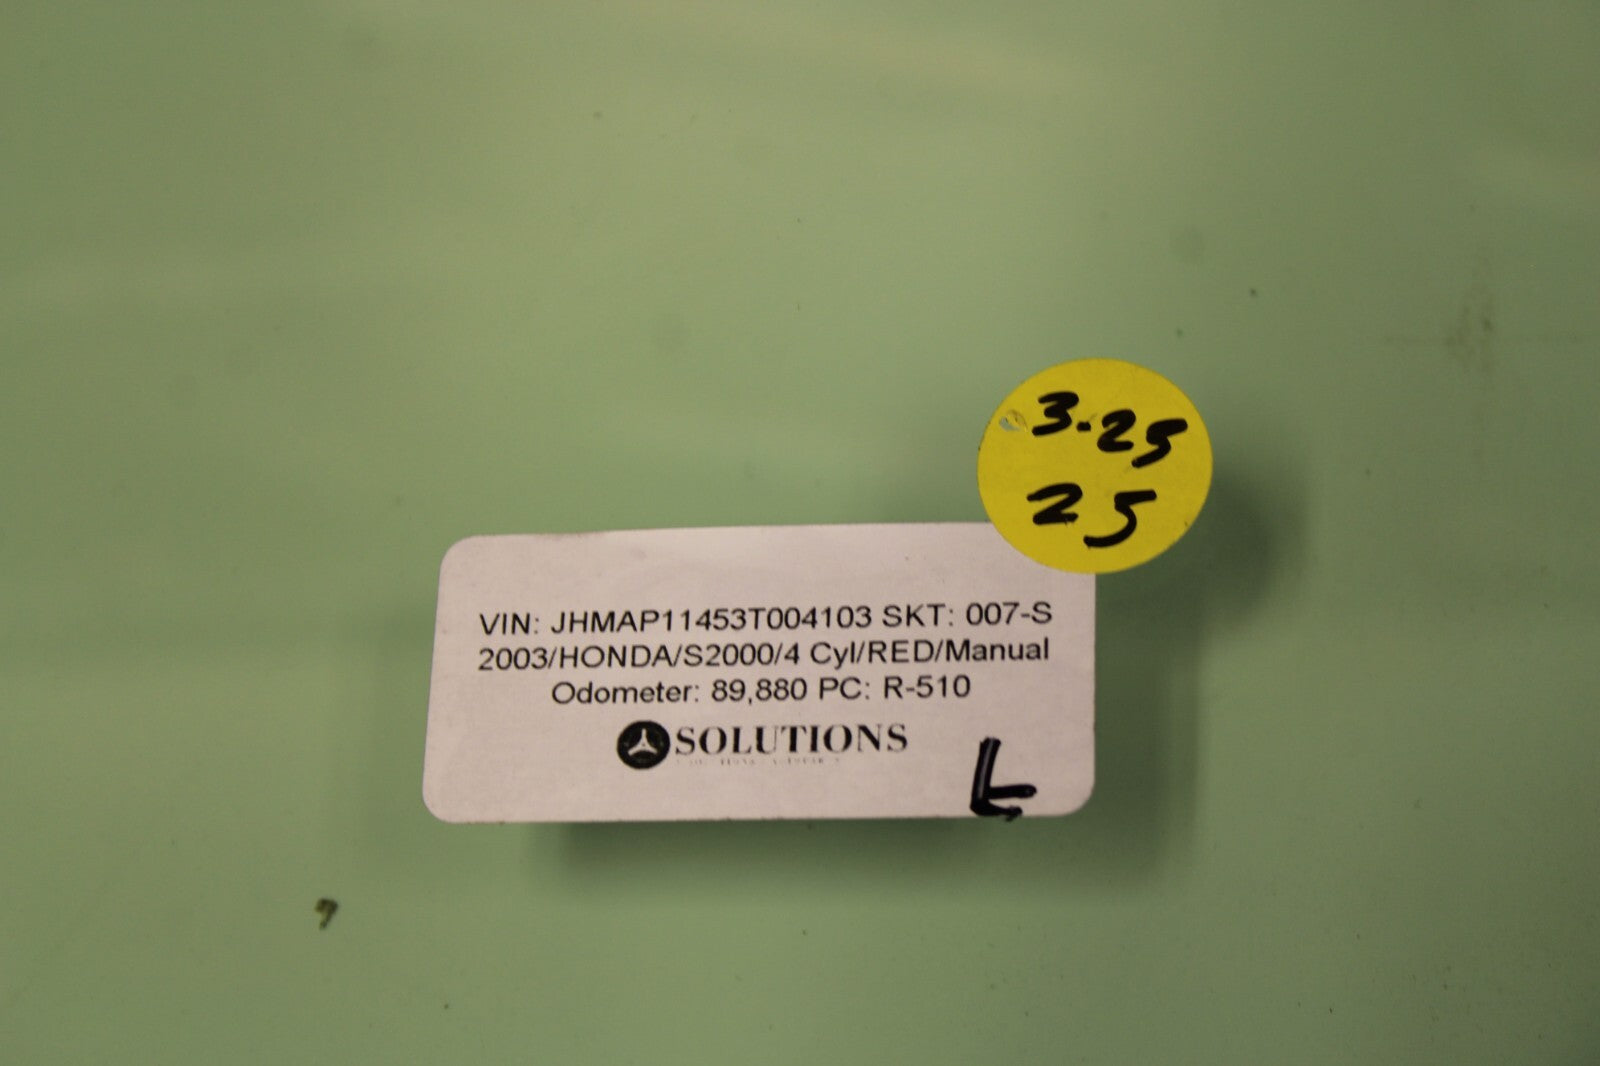 3.25
25
VIN: JHMAP11453T004103 SKT: 007-S
2003/HONDA/S2000/4 Cyl/RED/Manual
Odometer: 89,880 PC: R-510
SOLUTIONS
L